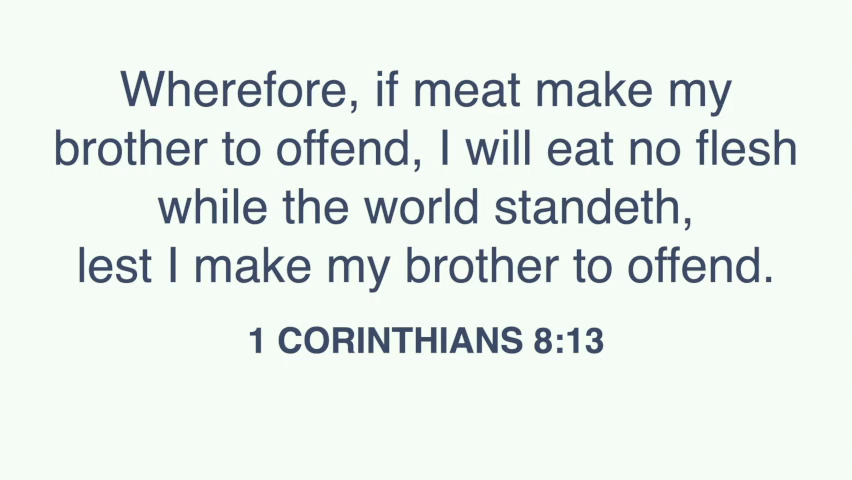 Wherefore, if meat make my
brother to offend, I will eat no flesh
while the world standeth,
lest I make my brother to offend.
1 CORINTHIANS 8:13